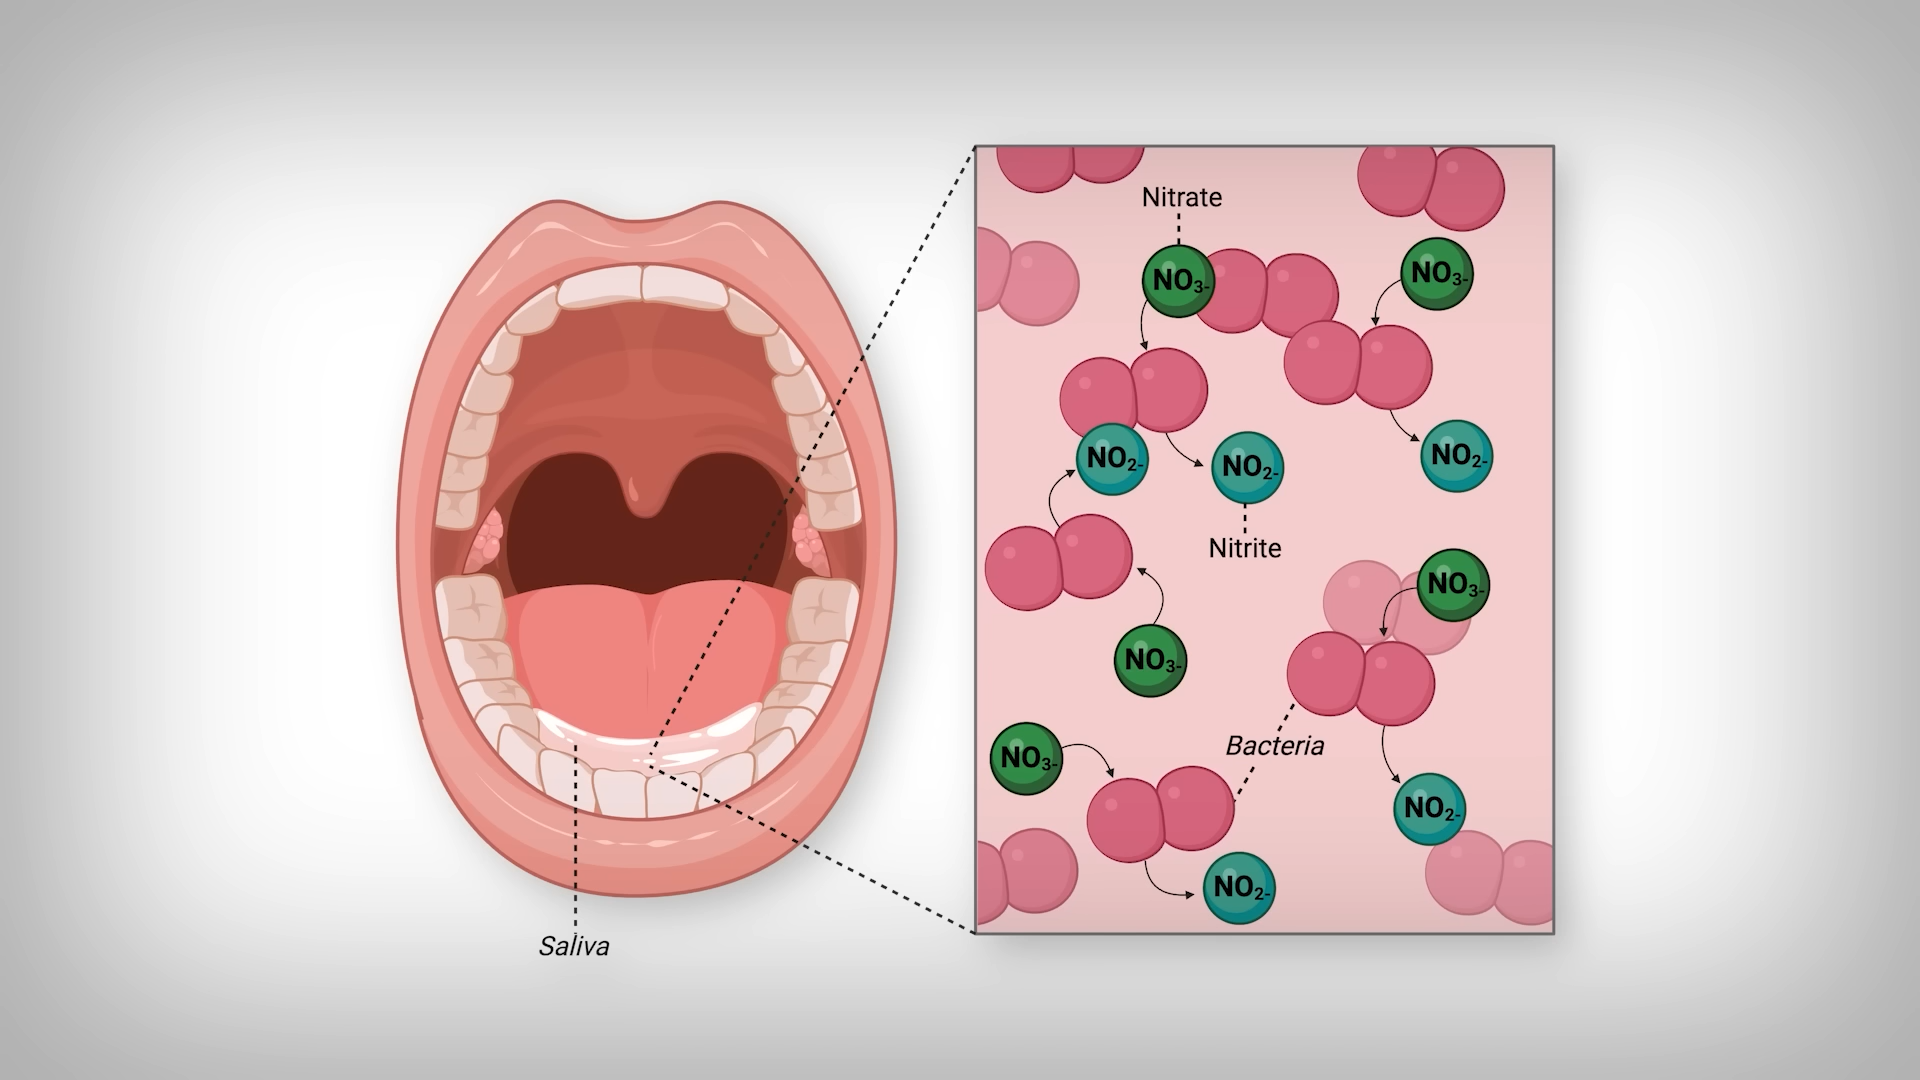 Nitrate
NO3-
NO3-
NO2-
NO2-
NO2-
Nitrite
NO3-
NO3-
Bacteria
NO3-
NO2-
NO2-
Saliva